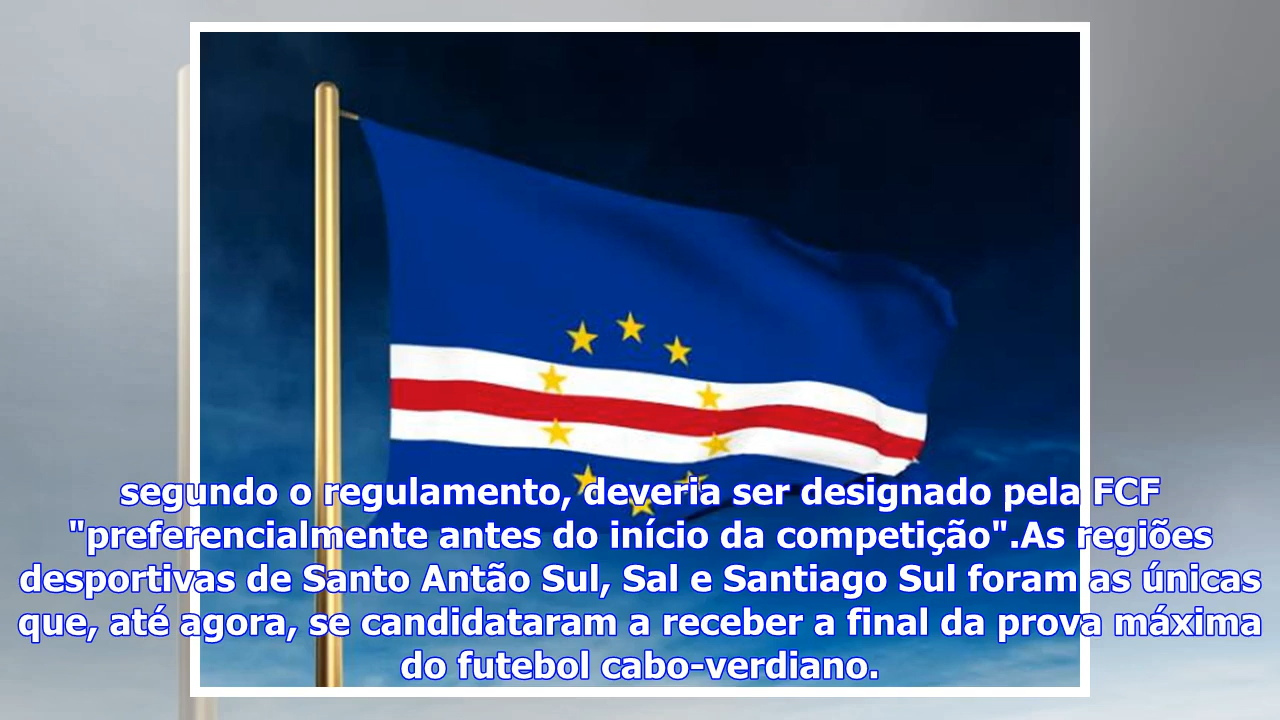 segundo o regulamento, deveria ser designado pela FCF
"preferencialmente antes do início da competição".As regiões
desportivas de Santo Antão Sul, Sal e Santiago Sul foram as únicas
que, até agora, se candidataram a receber a final da prova máxima
do futebol cabo-verdiano.